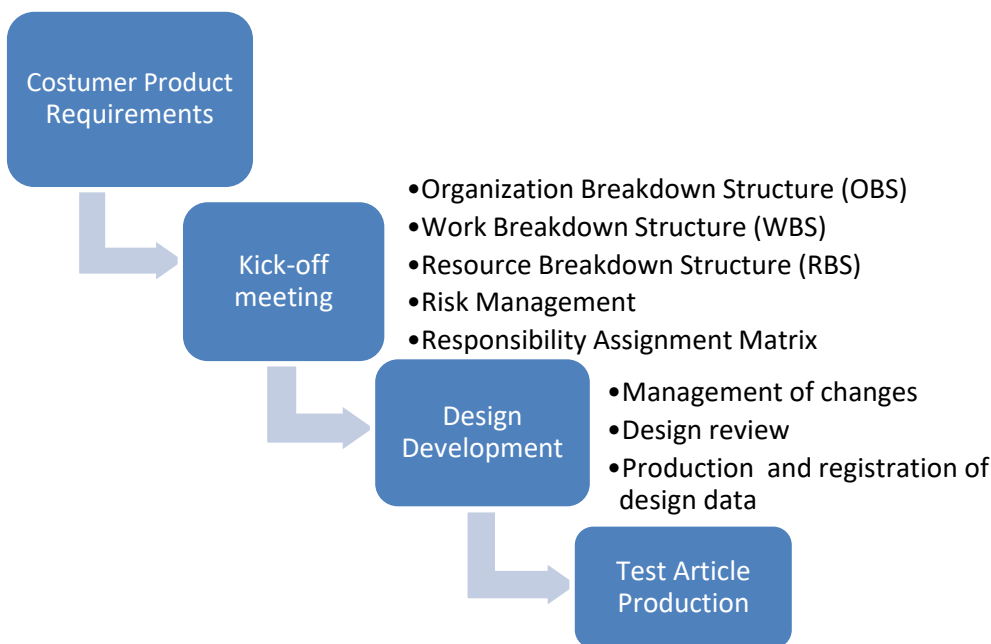 Costumer Product
Requirements
•Organization Breakdown Structure (OBS)
•Work Breakdown Structure (WBS)
•Resource Breakdown Structure (RBS)
•Risk Management
•Responsibility Assignment Matrix
Kick-off
meeting
•Management of changes
•Design review
•Production and registration of
design data
Design
Development
Test Article
Production